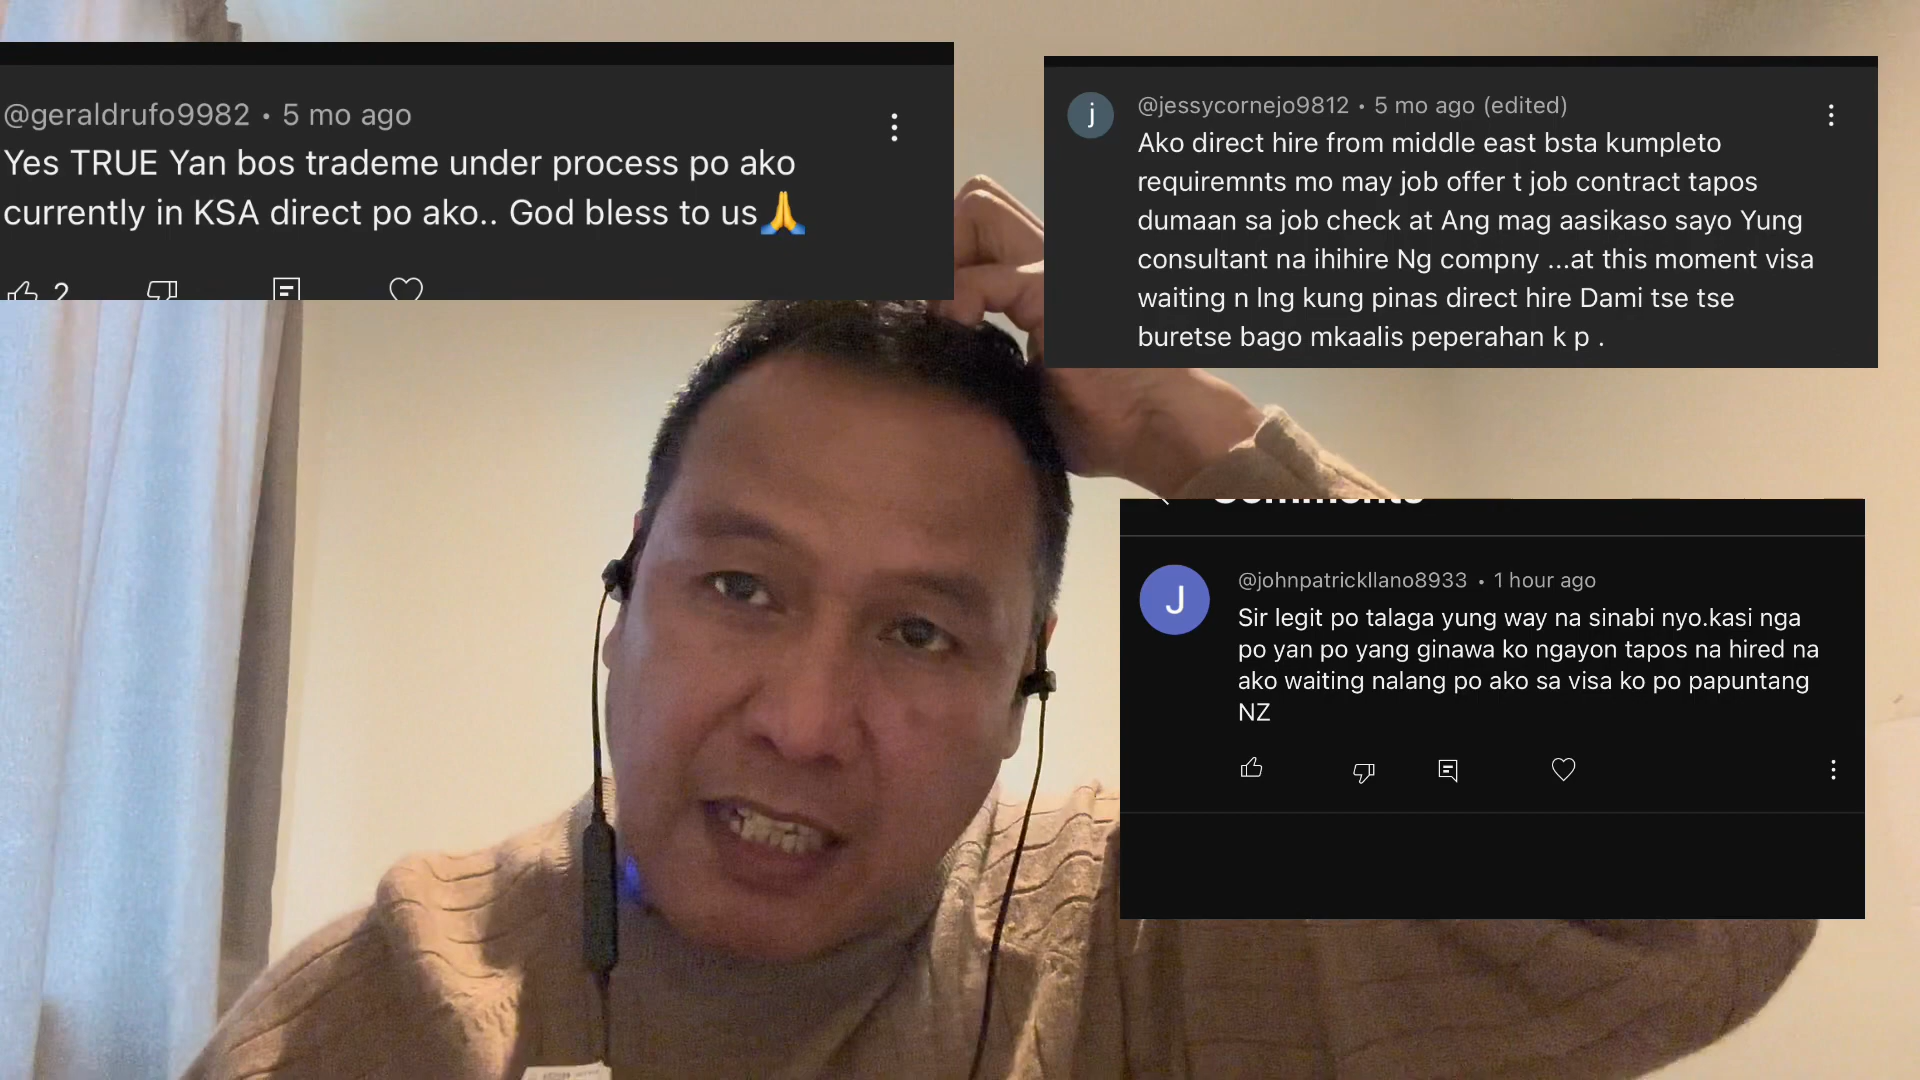 @geraldrufo9982 • 5 mo ago
Yes TRUE Yan bos trademe under process po ako
currently in KSA direct po ako.. God bless to us🙏
2
j
@jessycornejo9812 • 5 mo ago (edited)
Ako direct hire from middle east bsta kumpleto
requiremnts mo may job offer t job contract tapos
dumaan sa job check at Ang mag aasikaso sayo Yung
consultant na ihihire Ng compny ...at this moment visa
waiting n lng kung pinas direct hire Dami tse tse
buretse bago mkaalis peperahan k p .
Comments
J
@johnpatrickllano8933 • 1 hour ago
Sir legit po talaga yung way na sinabi nyo.kasi nga
po yan po yang ginawa ko ngayon tapos na hired na
ako waiting nalang po ako sa visa ko po papuntang
NZ